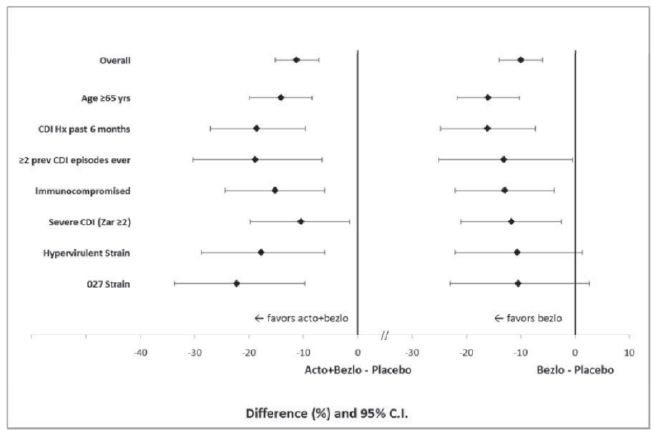 Overall
Age ≥65 yrs
CDI Hx past 6 months
≥2 prev CDI episodes ever
Immunocompromised
Severe CDI (Zar ≥2)
Hypervirulent Strain
027 Strain
← favors acto+bezlo
← favors bezlo
-40 -30 -20 -10 0 // -30 -20 -10 0 10
Acto+Bezlo - Placebo
Bezlo - Placebo
Difference (%) and 95% C.I.